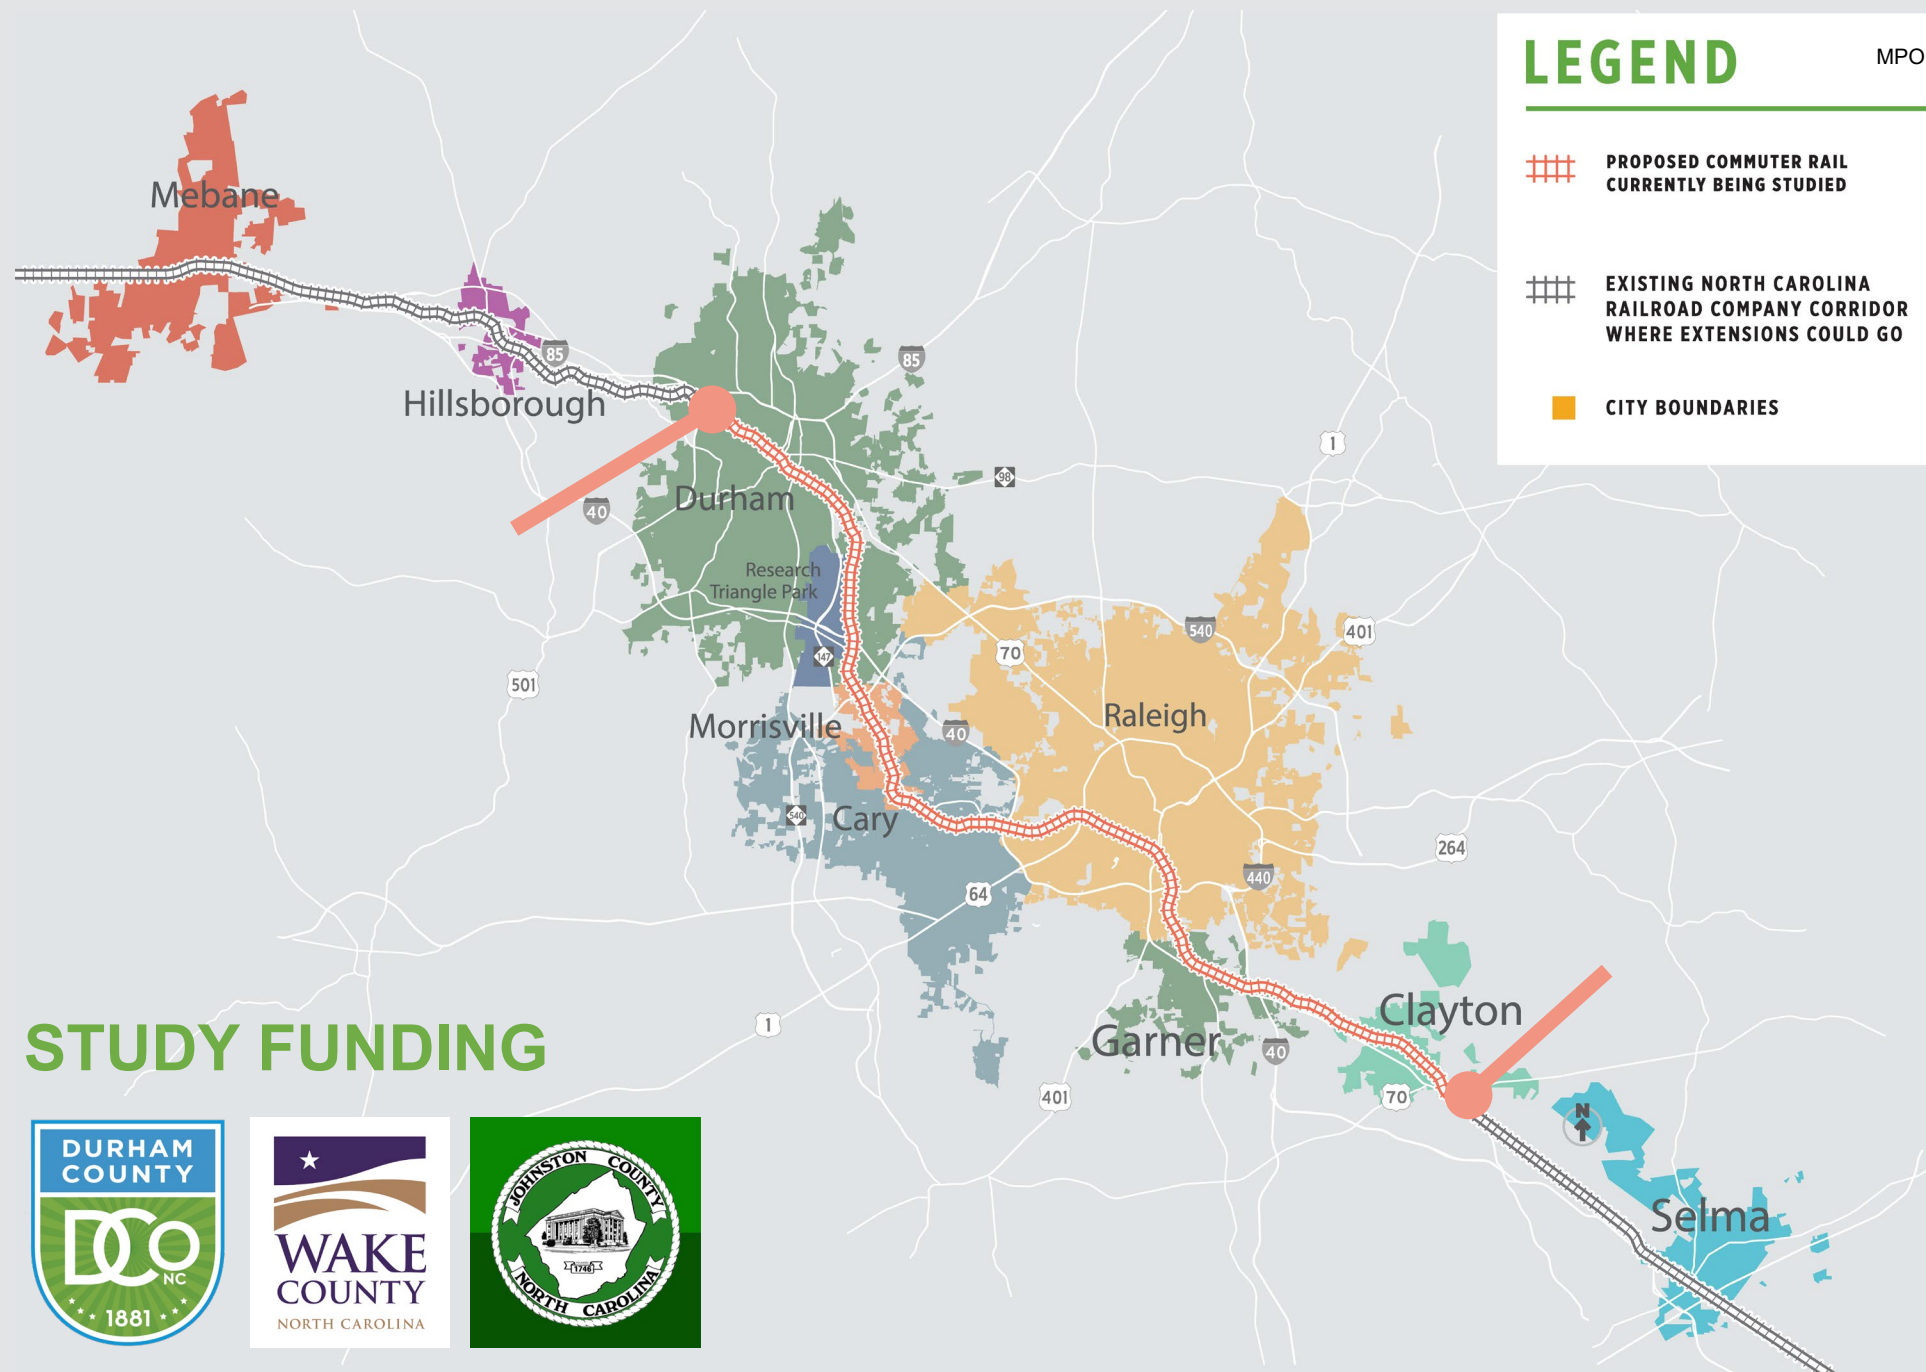 LEGEND
MPO
PROPOSED COMMUTER RAIL
CURRENTLY BEING STUDIED
EXISTING NORTH CAROLINA
RAILROAD COMPANY CORRIDOR
WHERE EXTENSIONS COULD GO
CITY BOUNDARIES
Mebane
85
85
Hillsborough
1
98
Durham
40
Research
Triangle Park
540
401
70
147
501
Raleigh
Morrisville
40
540
Cary
264
440
64
Clayton
1
Garner
40
401
70
N
Selma
STUDY FUNDING
DURHAM
COUNTY
DCO
NC
1881
WAKE
COUNTY
NORTH CAROLINA
JOHNSTON COUNTY
1746
NORTH CAROLINA